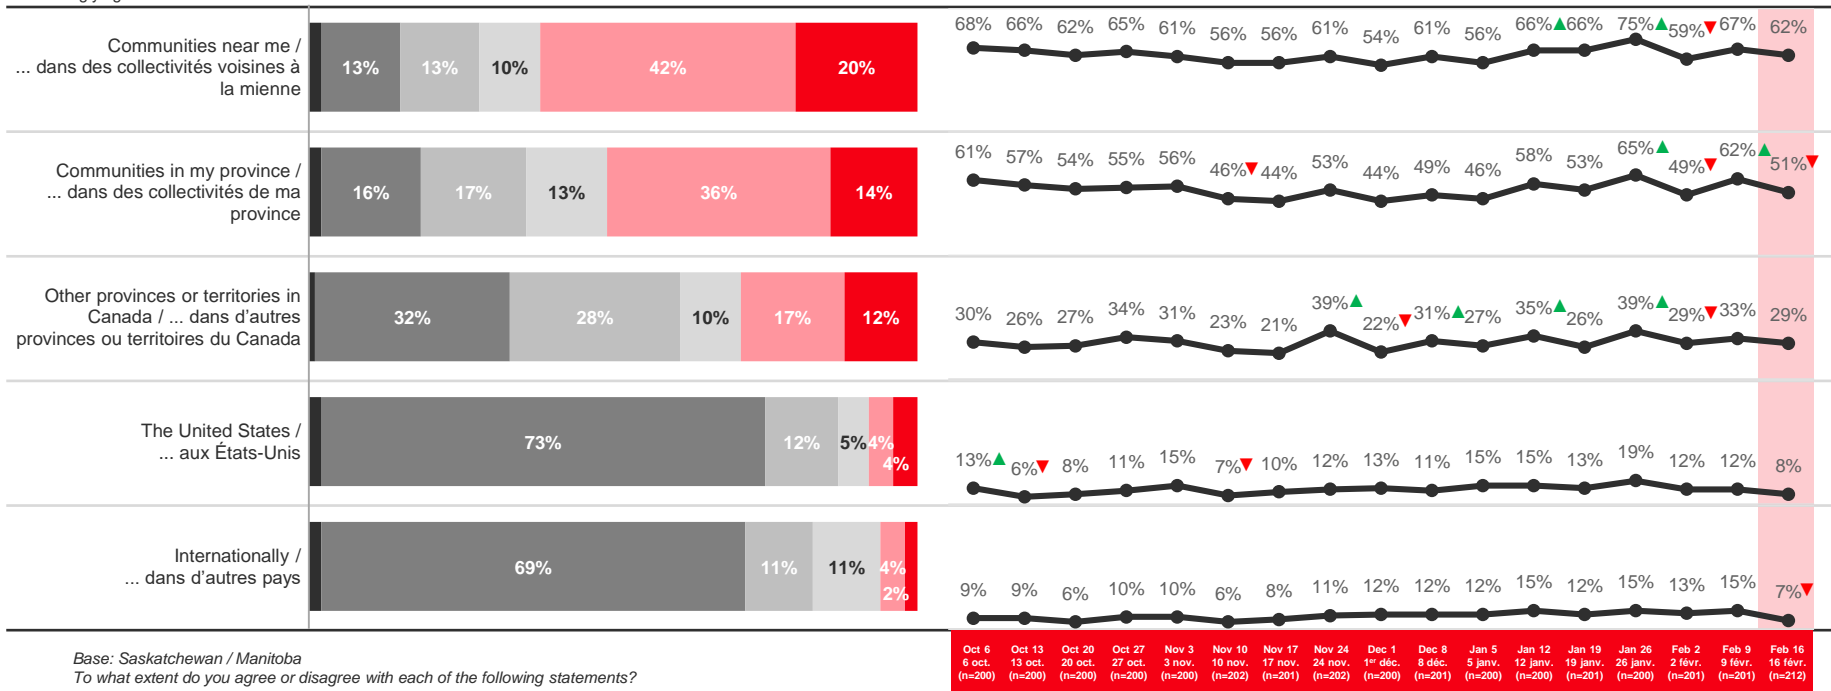 Communities near me /
... dans des collectivités voisines à
la mienne
13% 13% 10% 42% 20%
68% 66% 62% 65% 61% 56% 56% 61% 54% 61% 56% 66% 66% 75% 59% 67% 62%
Communities in my province /
... dans des collectivités de ma
province
16% 17% 13% 36% 14%
61% 57% 54% 55% 56% 46% 44% 53% 44% 49% 46% 58% 53% 65% 49% 62% 51%
Other provinces or territories in
Canada / ... dans d'autres
provinces ou territoires du Canada
32% 28% 10% 17% 12%
30% 26% 27% 34% 31% 23% 21% 39% 22% 31% 27% 35% 26% 39% 29% 33% 29%
The United States /
... aux États-Unis
73% 12% 5% 4% 4%
13% 6% 8% 11% 15% 7% 10% 12% 13% 11% 15% 15% 13% 19% 12% 12% 8%
Internationally /
... dans d'autres pays
69% 11% 11% 4% 2%
9% 9% 6% 10% 10% 6% 8% 11% 12% 12% 12% 15% 12% 15% 13% 15% 7%
Oct 6 Oct 13 Oct 20 Oct 27 Nov 3 Nov 10 Nov 17 Nov 24 Dec 1 Dec 8 Jan 5 Jan 12 Jan 19 Jan 26 Feb 2 Feb 9 Feb 16
6 oct. 13 oct. 20 oct. 27 oct. 3 nov. 10 nov. 17 nov. 24 nov. 1er déc. 8 déc. 5 janv. 12 janv. 19 janv. 26 janv. 2 févr. 9 févr. 16 févr.
(n=200) (n=200) (n=200) (n=200) (n=200) (n=202) (n=201) (n=202) (n=200) (n=201) (n=200) (n=200) (n=201) (n=200) (n=201) (n=201) (n=212)
Base: Saskatchewan / Manitoba
To what extent do you agree or disagree with each of the following statements?